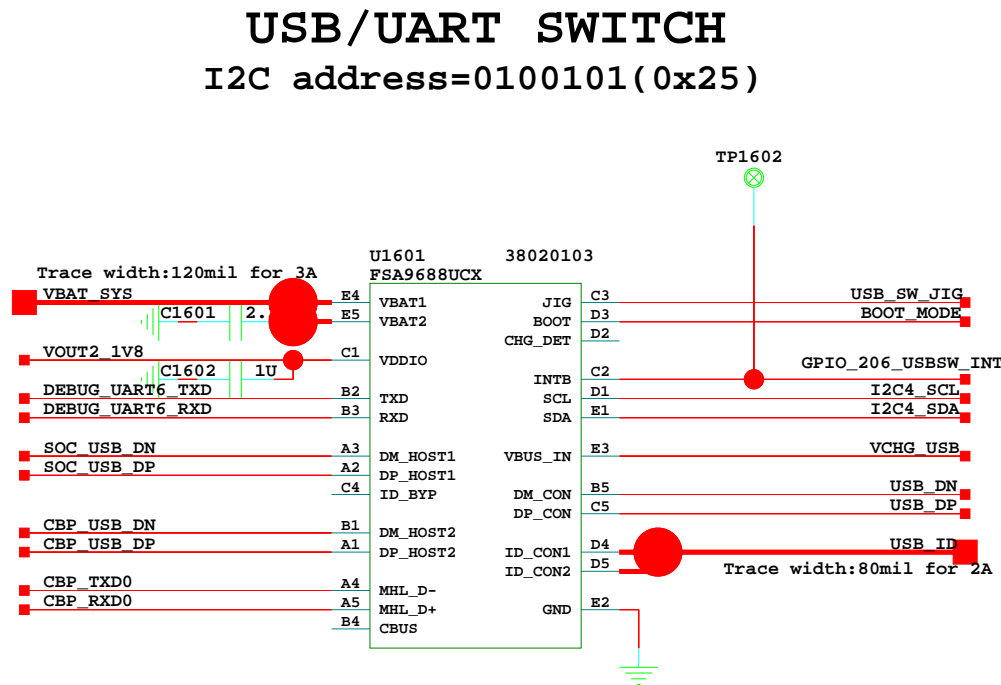 USB/UART SWITCH
I2C address=0100101(0x25)
TP1602
U1601 38020103
FSA9688UCX
Trace width:120mil for 3A
VBAT_SYS E4 VBAT1 JIG C3 USB_SW_JIG
C1601 2. E5 VBAT2 BOOT D3 BOOT_MODE
CHG_DET D2
VOUT2_1V8 C1 VDDIO
C1602 1U INTB C2 GPIO_206_USBSW_INT
DEBUG_UART6_TXD B2 TXD SCL D1 I2C4_SCL
DEBUG_UART6_RXD B3 RXD SDA E1 I2C4_SDA
SOC_USB_DN A3 DM_HOST1 VBUS_IN E3 VCHG_USB
SOC_USB_DP A2 DP_HOST1
C4 ID_BYP DM_CON B5 USB_DN
DP_CON C5 USB_DP
CBP_USB_DN B1 DM_HOST2
CBP_USB_DP A1 DP_HOST2 ID_CON1 D4 USB_ID
ID_CON2 D5 Trace width:80mil for 2A
CBP_TXD0 A4 MHL_D-
CBP_RXD0 A5 MHL_D+ GND E2
B4 CBUS